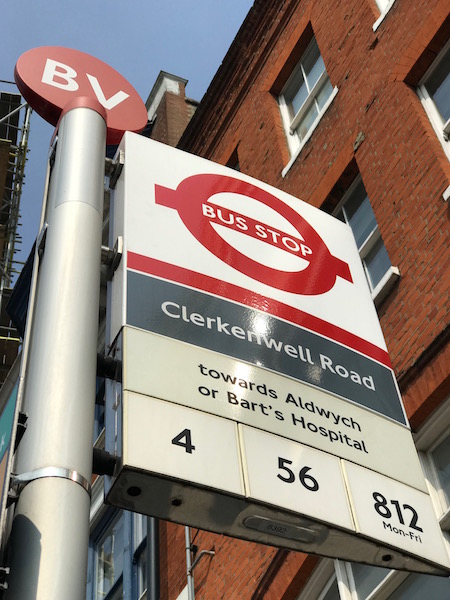 BV
BUS STOP
Clerkenwell Road
towards Aldwych
or Bart's Hospital
4
56
812
Mon-Fri